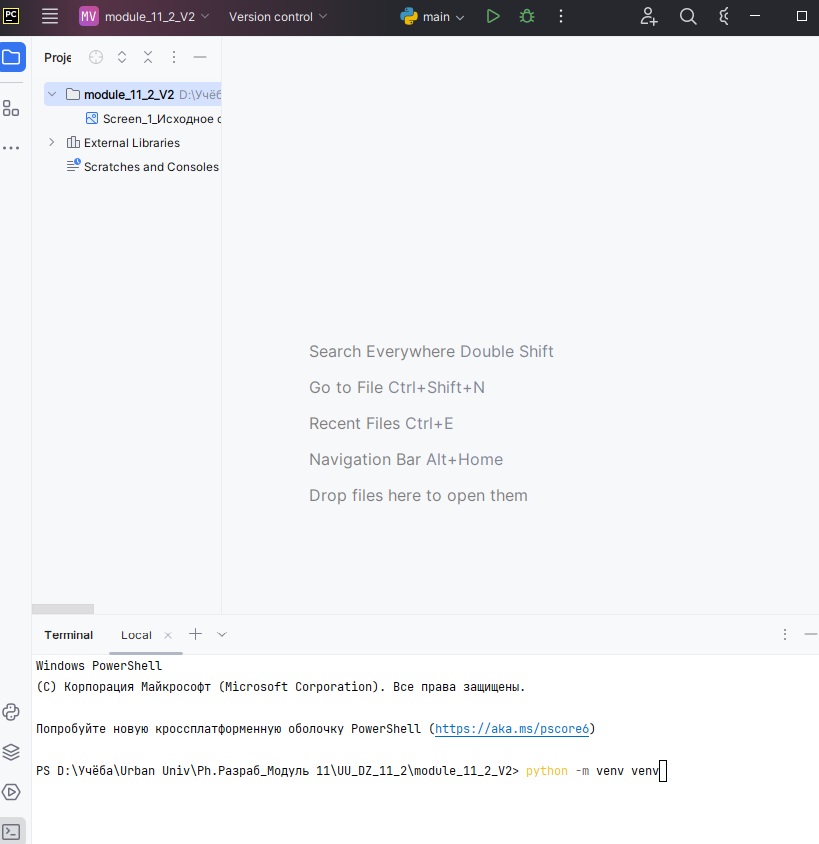 PC MV module_11_2_V2 Version control main
Proje
module_11_2_V2 D:\Учёб
Screen_1_Исходное с
External Libraries
Scratches and Consoles
Search Everywhere Double Shift
Go to File Ctrl+Shift+N
Recent Files Ctrl+E
Navigation Bar Alt+Home
Drop files here to open them
Terminal Local
Windows PowerShell
(C) Корпорация Майкрософт (Microsoft Corporation). Все права защищены.
Попробуйте новую кроссплатформенную оболочку PowerShell (https://aka.ms/pscore6)
PS D:\Учёба\Urban Univ\Ph.Разраб_Модуль 11\UU_DZ_11_2\module_11_2_V2> python -m venv venv